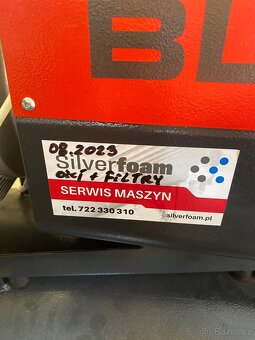 BL
08.2023
Silverfoam
olej + FILTRY
SERWIS MASZYN
tel. 722 330 310
silverfoam.pl